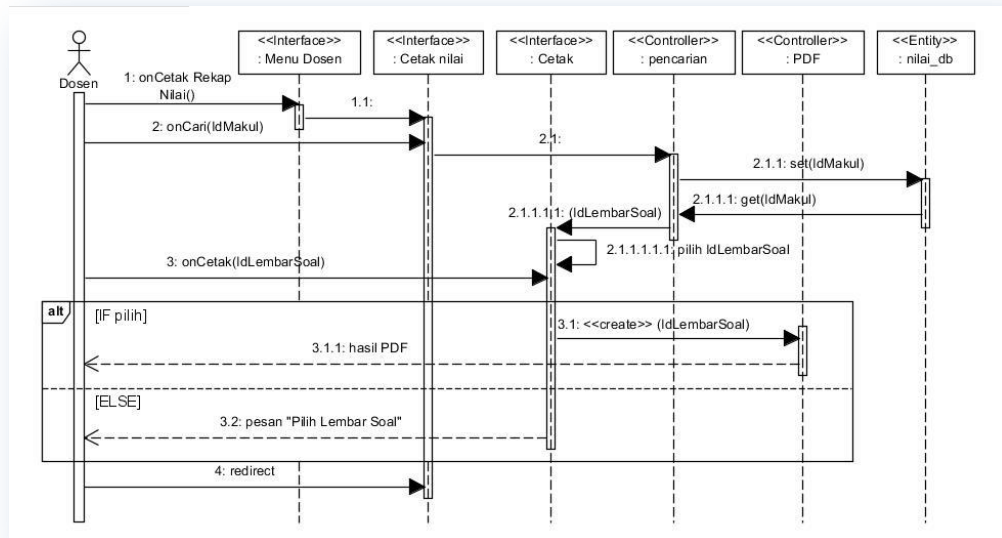 <<Interface>>
: Menu Dosen
<<Interface>>
: Cetak nilai
<<Interface>>
: Cetak
<<Controller>>
: pencarian
<<Controller>>
: PDF
<<Entity>>
: nilai_db
Dosen
1: onCetak Rekap
Nilai()
1.1:
2: onCari(IdMakul)
2.1:
2.1.1: set(IdMakul)
2.1.1.1: get(IdMakul)
2.1.1.1.1: (IdLembarSoal)
2.1.1.1.1.1: pilih IdLembarSoal
3: onCetak(IdLembarSoal)
alt
[IF pilih]
3.1: <<create>> (IdLembarSoal)
3.1.1: hasil PDF
[ELSE]
3.2: pesan "Pilih Lembar Soal"
4: redirect